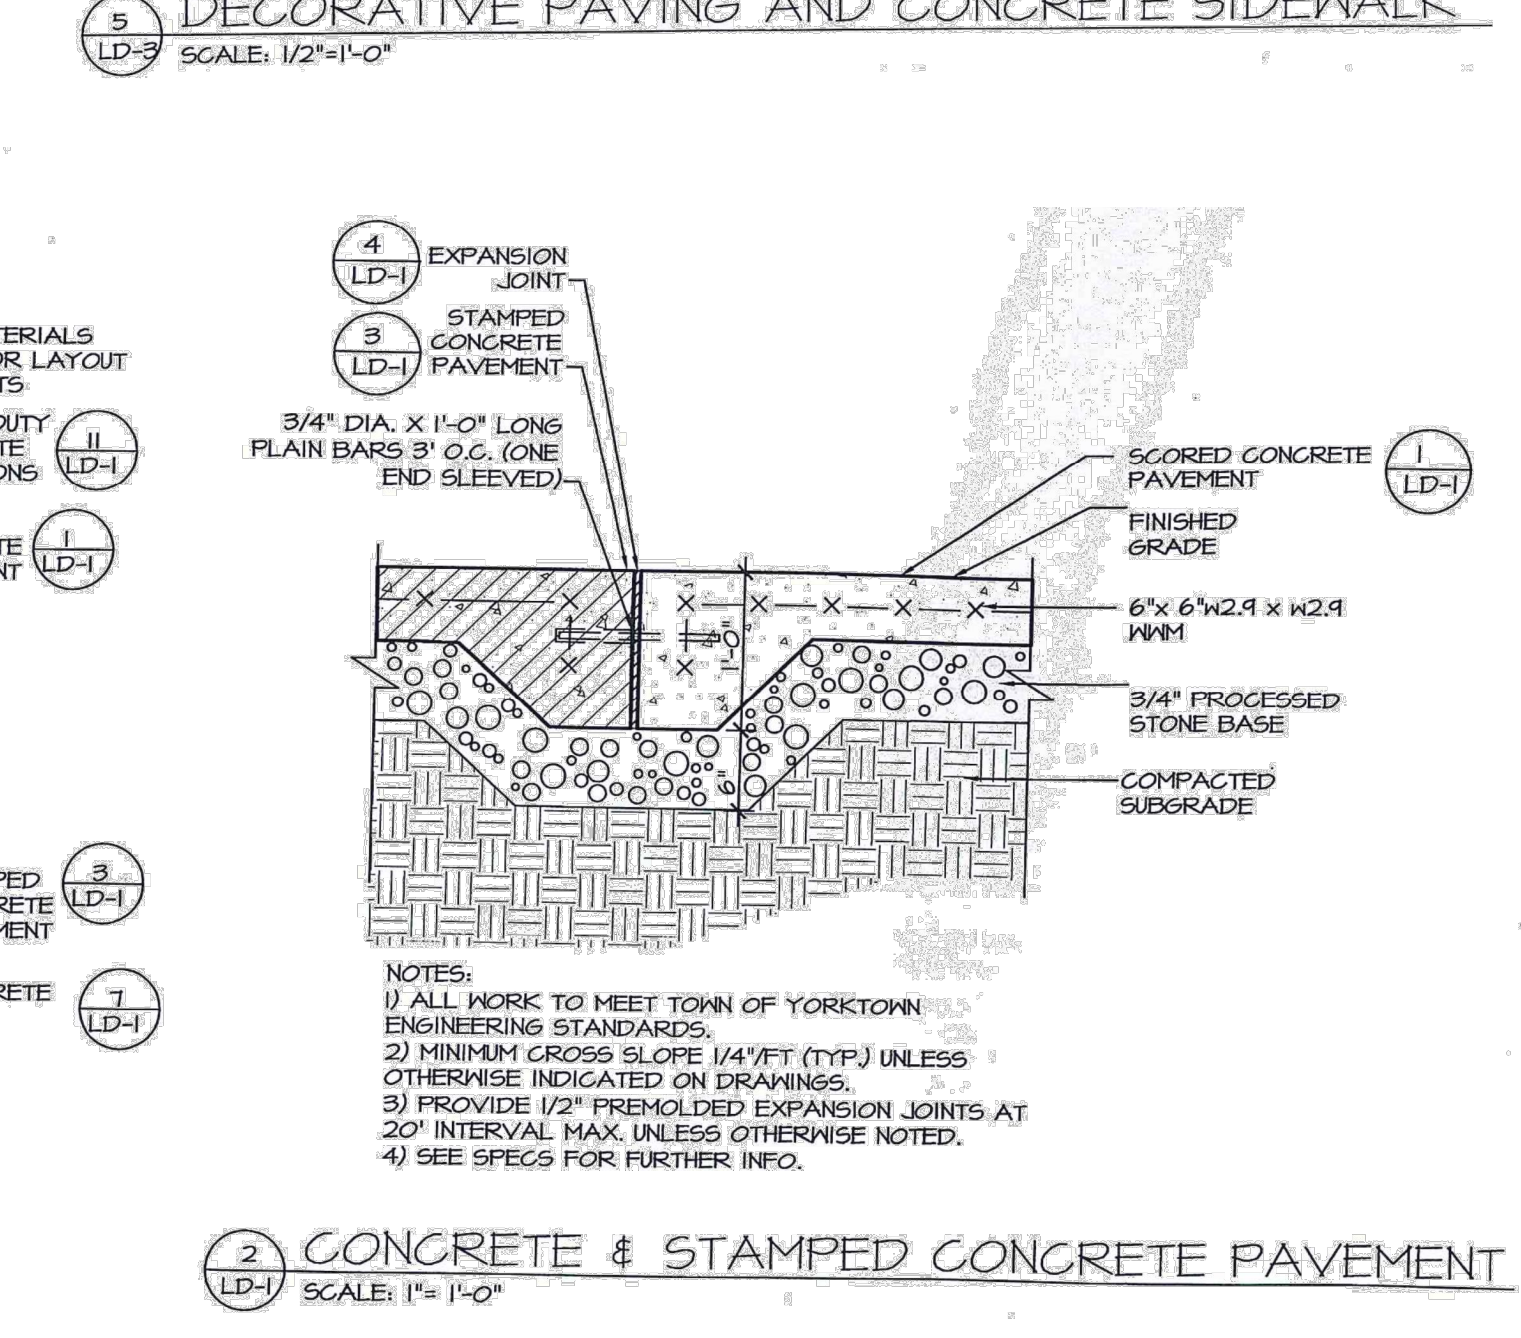 5
LD-3
DECORATIVE PAVING AND CONCRETE SIDEWALK
SCALE: 1/2"=1'-0"
4
LD-1
EXPANSION
JOINT
3
LD-1
STAMPED
CONCRETE
PAVEMENT
3/4" DIA. X 1'-0" LONG
PLAIN BARS 3' O.C. (ONE
END SLEEVED)
LAYOUT
11
LD-1
1
LD-1
3
LD-1
7
LD-1
SCORED CONCRETE
PAVEMENT
1
LD-1
FINISHED
GRADE
6"x 6"W2.9 x W2.9
WWM
3/4" PROCESSED
STONE BASE
COMPACTED
SUBGRADE
1'-0"
6"
NOTES:
1) ALL WORK TO MEET TOWN OF YORKTOWN
ENGINEERING STANDARDS.
2) MINIMUM CROSS SLOPE 1/4"/FT (TYP.) UNLESS
OTHERWISE INDICATED ON DRAWINGS.
3) PROVIDE 1/2" PREMOLDED EXPANSION JOINTS AT
20' INTERVAL MAX. UNLESS OTHERWISE NOTED.
4) SEE SPECS FOR FURTHER INFO.
2
LD-1
CONCRETE & STAMPED CONCRETE PAVEMENT
SCALE: 1"= 1'-0"